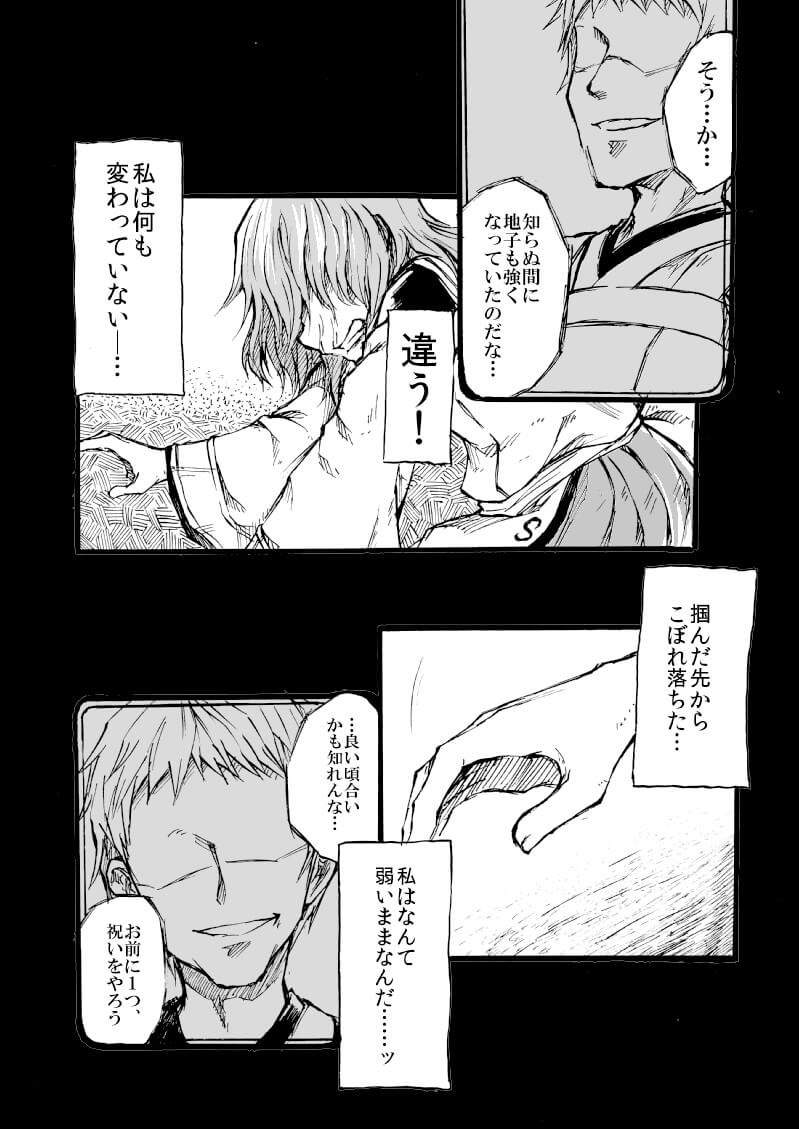 そう…か…
知らぬ間に
地子も強く
なっていたのだな…
違う！
私は何も
変わっていない―…
S
掴んだ先から
こぼれ落ちた…
…良い頃合い
かも知れんな…
私はなんて
弱いままなんだ……ッ
お前に1つ、
祝いをやろう